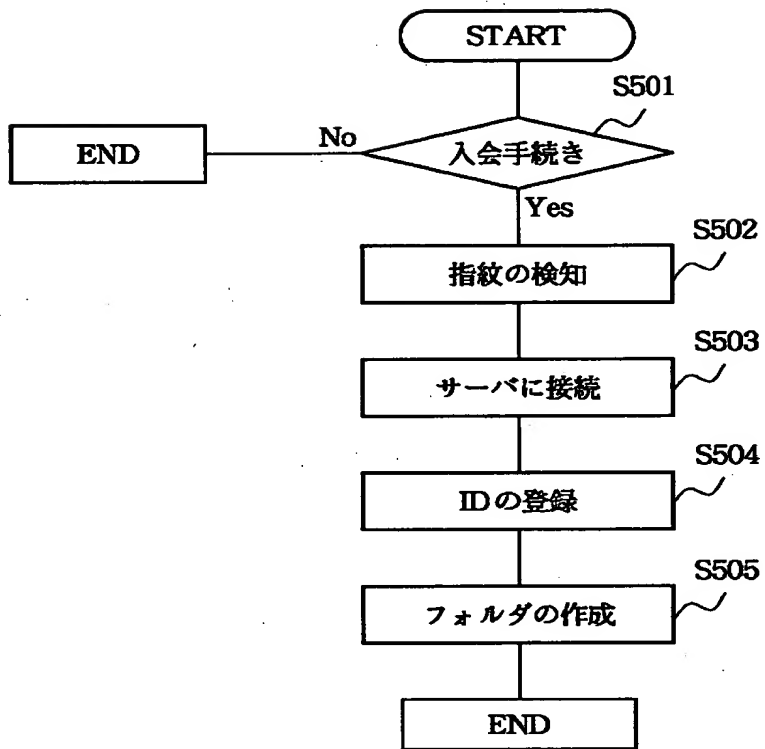 START
S501
END
No
入会手続き
Yes
S502
指紋の検知
S503
サーバに接続
S504
IDの登録
S505
フォルダの作成
END